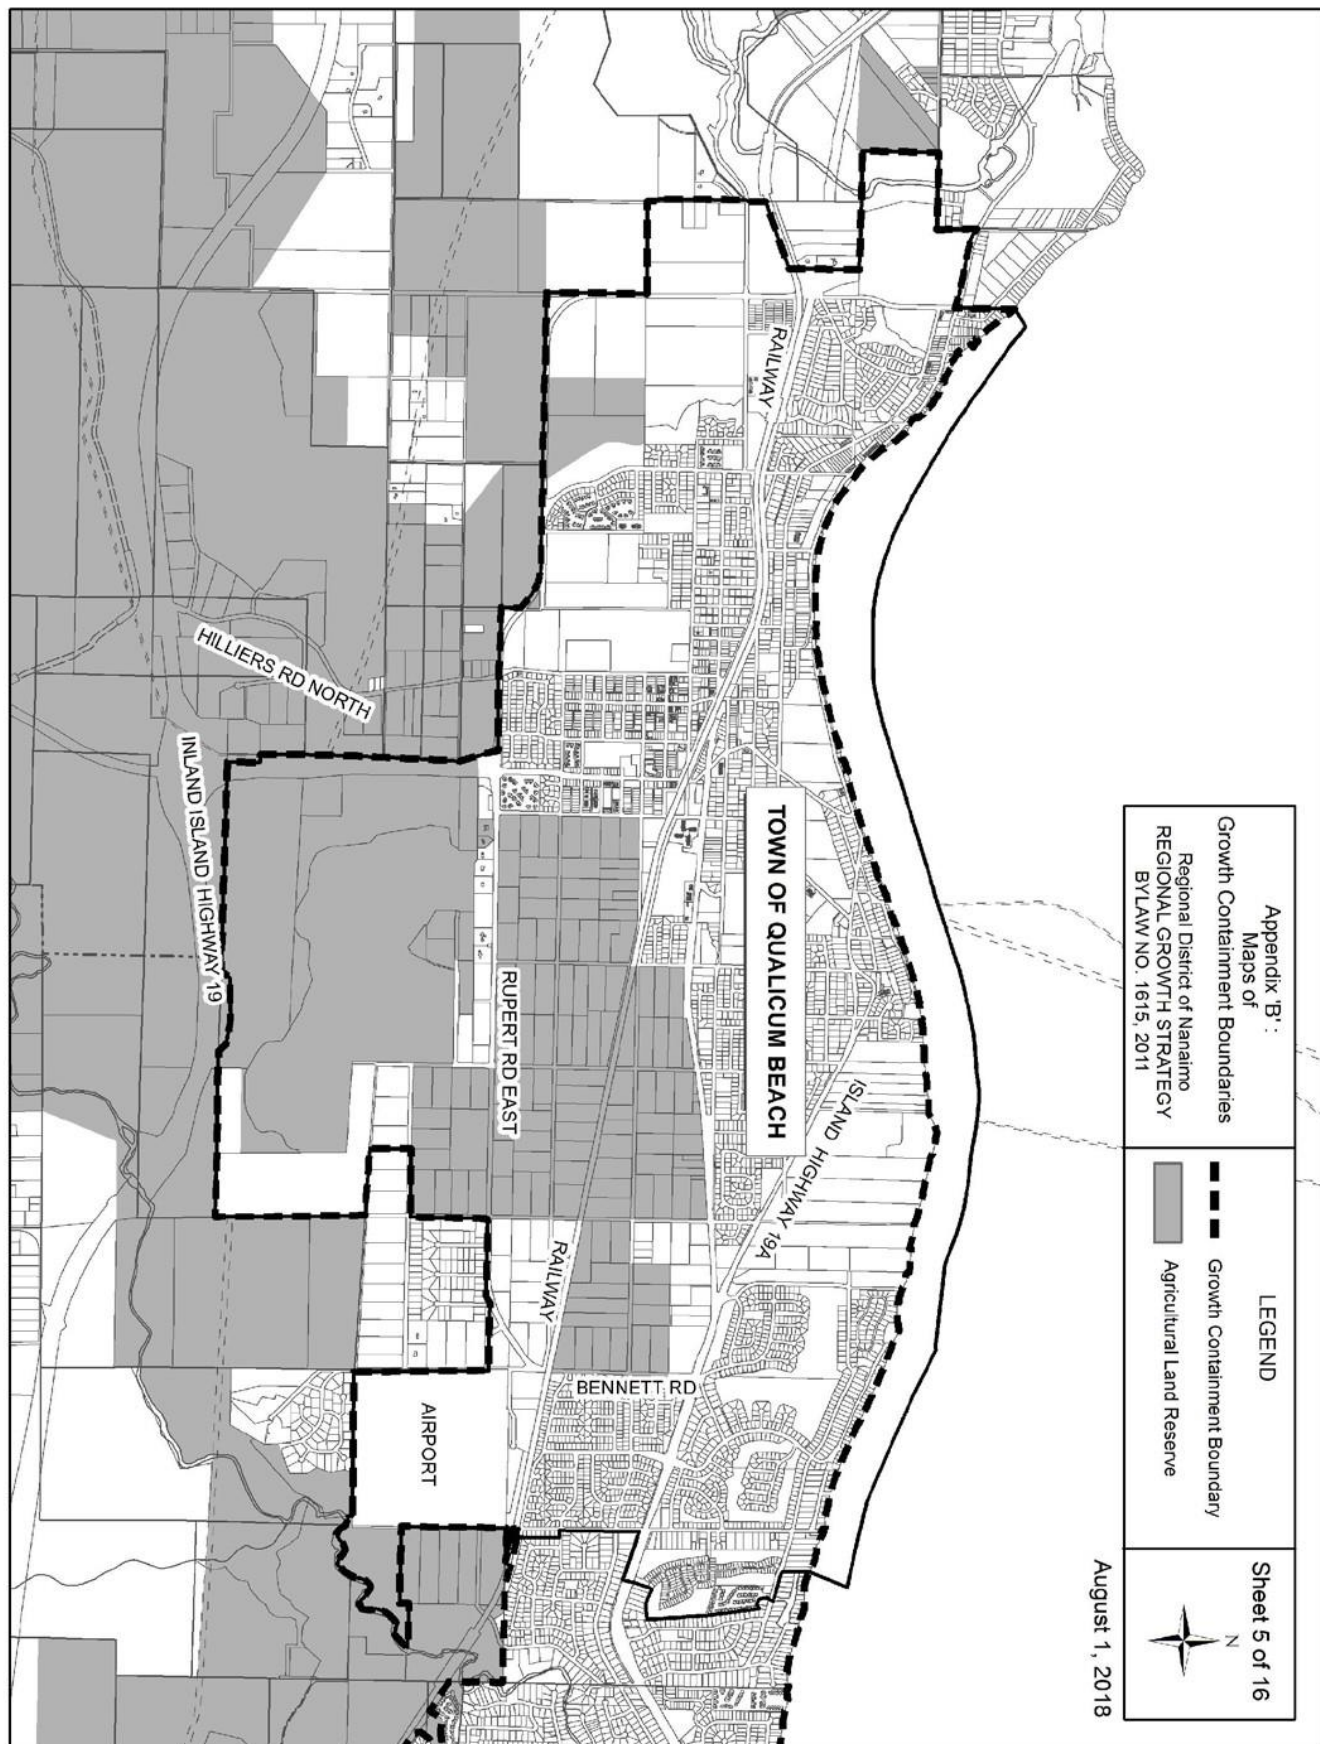 Appendix 'B' :
Maps of
Growth Containment Boundaries
Regional District of Nanaimo
REGIONAL GROWTH STRATEGY
BYLAW NO. 1615, 2011
LEGEND
Growth Containment Boundary
Agricultural Land Reserve
Sheet 5 of 16
N
August 1, 2018
RAILWAY
TOWN OF QUALICUM BEACH
ISLAND HIGHWAY 19A
HILLIERS RD NORTH
INLAND ISLAND HIGHWAY 19
RUPERT RD EAST
RAILWAY
BENNETT RD
AIRPORT